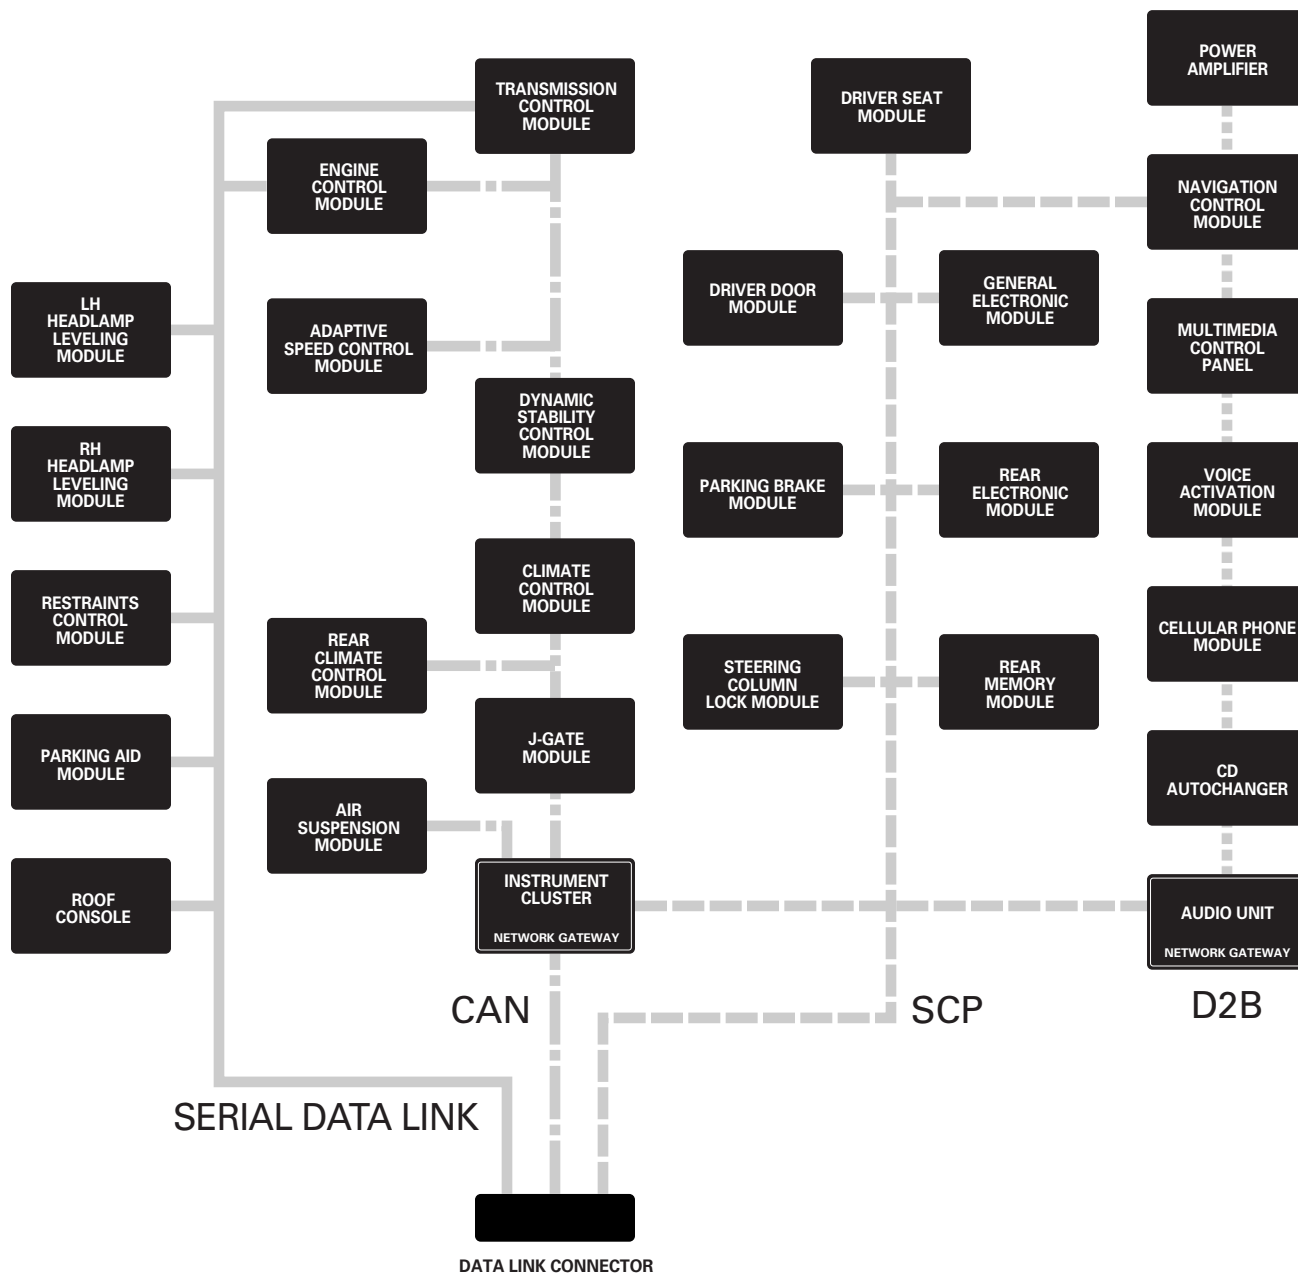 POWER
AMPLIFIER
TRANSMISSION
CONTROL
MODULE
DRIVER SEAT
MODULE
ENGINE
CONTROL
MODULE
NAVIGATION
CONTROL
MODULE
LH
HEADLAMP
LEVELING
MODULE
ADAPTIVE
SPEED CONTROL
MODULE
DRIVER DOOR
MODULE
GENERAL
ELECTRONIC
MODULE
MULTIMEDIA
CONTROL
PANEL
DYNAMIC
STABILITY
CONTROL
MODULE
RH
HEADLAMP
LEVELING
MODULE
PARKING BRAKE
MODULE
REAR
ELECTRONIC
MODULE
VOICE
ACTIVATION
MODULE
CLIMATE
CONTROL
MODULE
RESTRAINTS
CONTROL
MODULE
REAR
CLIMATE
CONTROL
MODULE
STEERING
COLUMN
LOCK MODULE
REAR
MEMORY
MODULE
CELLULAR PHONE
MODULE
J-GATE
MODULE
PARKING AID
MODULE
AIR
SUSPENSION
MODULE
CD
AUTOCHANGER
ROOF
CONSOLE
INSTRUMENT
CLUSTER
NETWORK GATEWAY
AUDIO UNIT
NETWORK GATEWAY
CAN
SCP
D2B
SERIAL DATA LINK
DATA LINK CONNECTOR